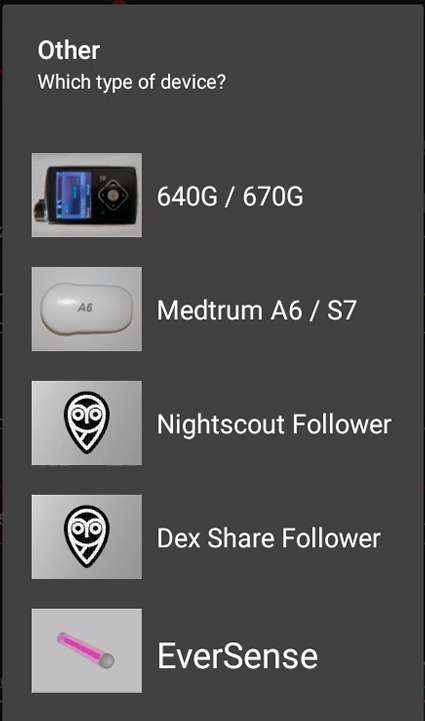 Other
Which type of device?
640G / 670G
A6
Medtrum A6 / S7
Nightscout Follower
Dex Share Follower
EverSense